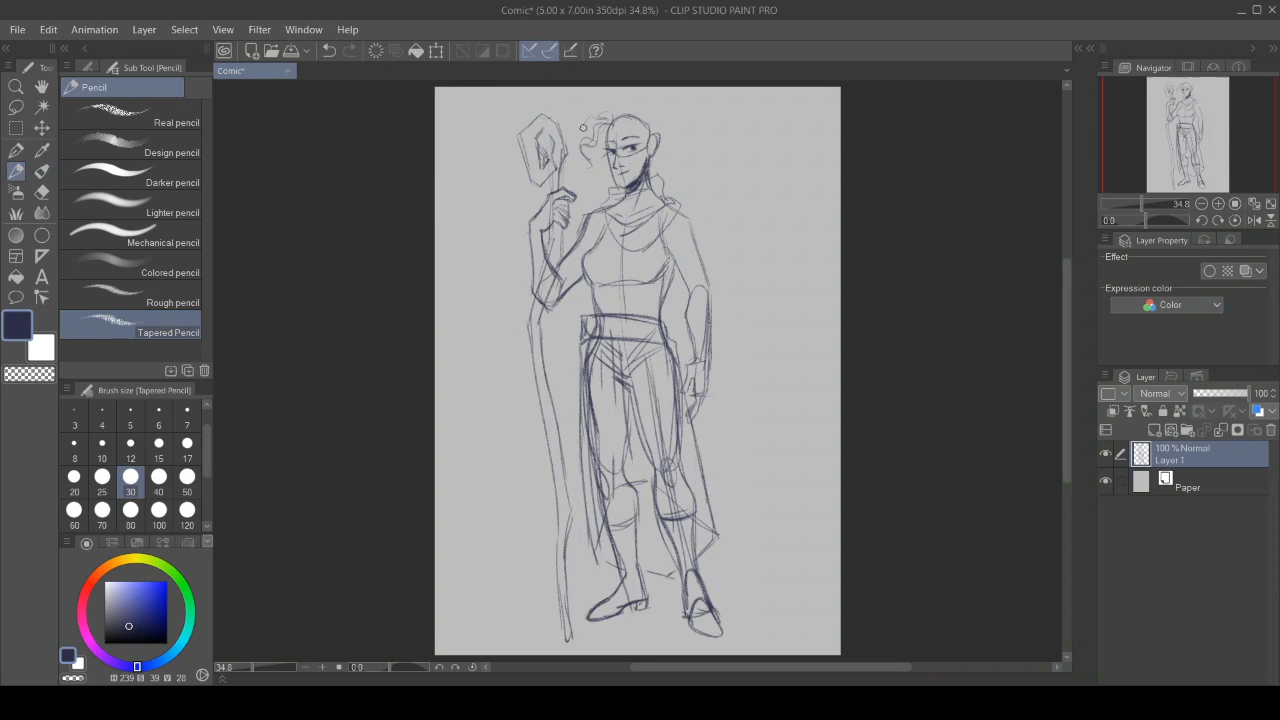 Comic* (5.00 x 7.00in 350dpi 34.8%) - CLIP STUDIO PAINT PRO
File Edit Animation Layer Select View Filter Window Help
Too Sub Tool [Pencil] Comic* Navigator
Pencil
Real pencil
Design pencil
Darker pencil
Lighter pencil
Mechanical pencil
Colored pencil
Rough pencil
Tapered Pencil
34.8
0.0
Layer Property
Effect
Expression color
Color
Brush size [Tapered Pencil]
3 4 5 6 7
8 10 12 15 17
20 25 30 40 50
60 70 80 100 120
Layer
Normal 100
100 % Normal
Layer 1
Paper
34.8 0.0
H 239 S 39 V 28